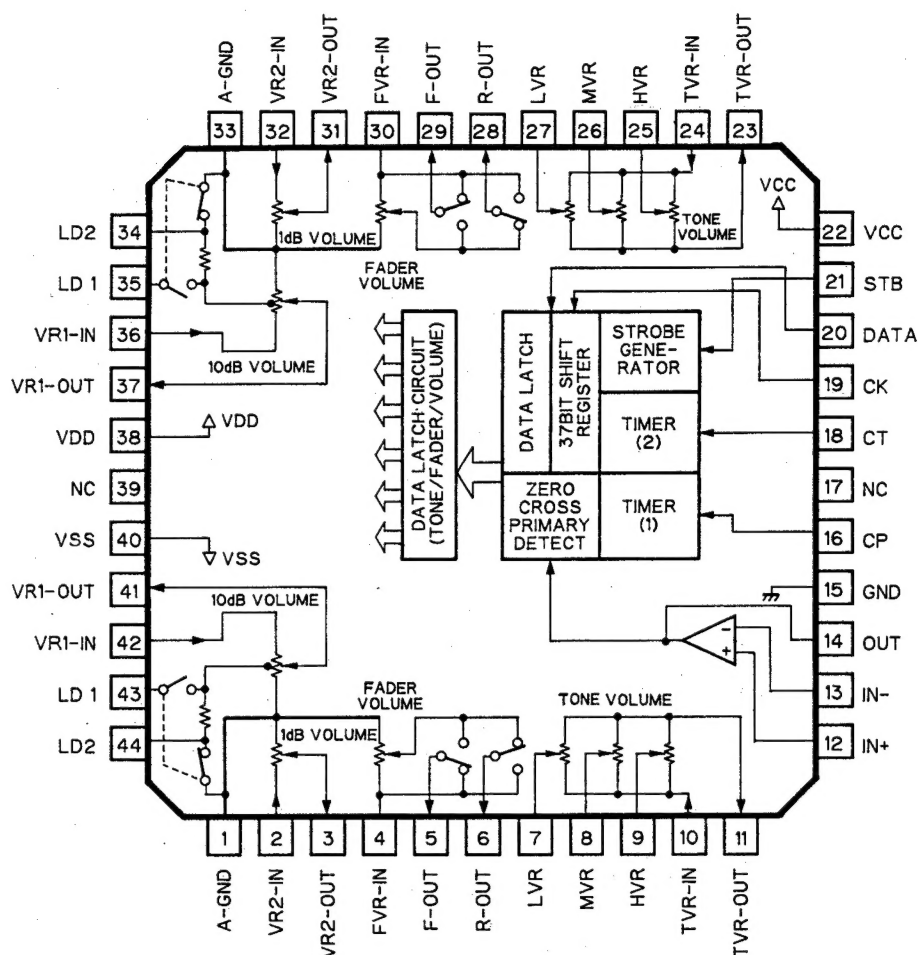 A-GND
VR2-IN
VR2-OUT
FVR-IN
F-OUT
R-OUT
LVR
MVR
HVR
TVR-IN
TVR-OUT
33
32
31
30
29
28
27
26
25
24
23
LD2
34
LD 1
35
VR1-IN
36
VR1-OUT
37
VDD
38
VDD
NC
39
VSS
40
VSS
VR1-OUT
41
VR1-IN
42
LD 1
43
LD2
44
1dB VOLUME
10dB VOLUME
FADER
VOLUME
TONE
VOLUME
VCC
22
VCC
21
STB
20
DATA
19
CK
18
CT
17
NC
16
CP
15
GND
14
OUT
13
IN-
12
IN+
DATA LATCH CIRCUIT
(TONE/FADER/VOLUME)
DATA LATCH
37BIT SHIFT
REGISTER
STROBE
GENE-
RATOR
TIMER
(2)
ZERO
CROSS
PRIMARY
DETECT
TIMER
(1)
-
+
10dB VOLUME
1dB VOLUME
FADER
VOLUME
TONE VOLUME
1
2
3
4
5
6
7
8
9
10
11
A-GND
VR2-IN
VR2-OUT
FVR-IN
F-OUT
R-OUT
LVR
MVR
HVR
TVR-IN
TVR-OUT